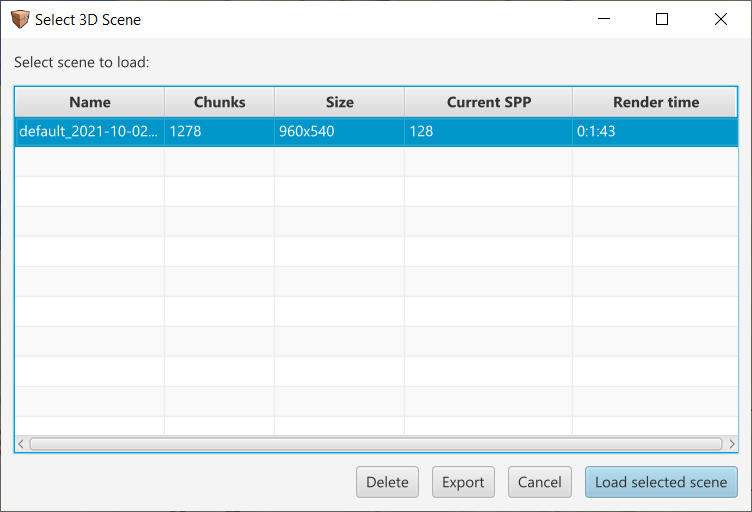 Select 3D Scene
Select scene to load:
Name Chunks Size Current SPP Render time
default_2021-10-02... 1278 960x540 128 0:1:43
Delete Export Cancel Load selected scene